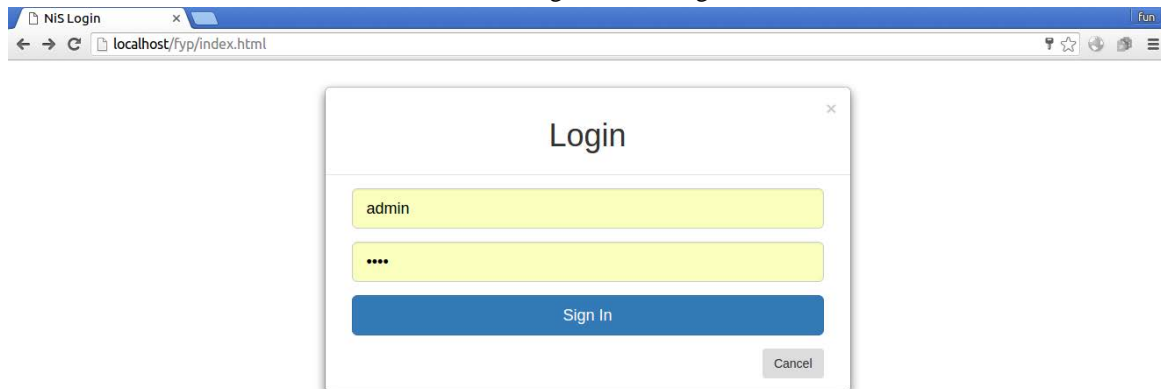 NiS Login
fun
localhost/fyp/index.html
Login
admin
••••
Sign In
Cancel